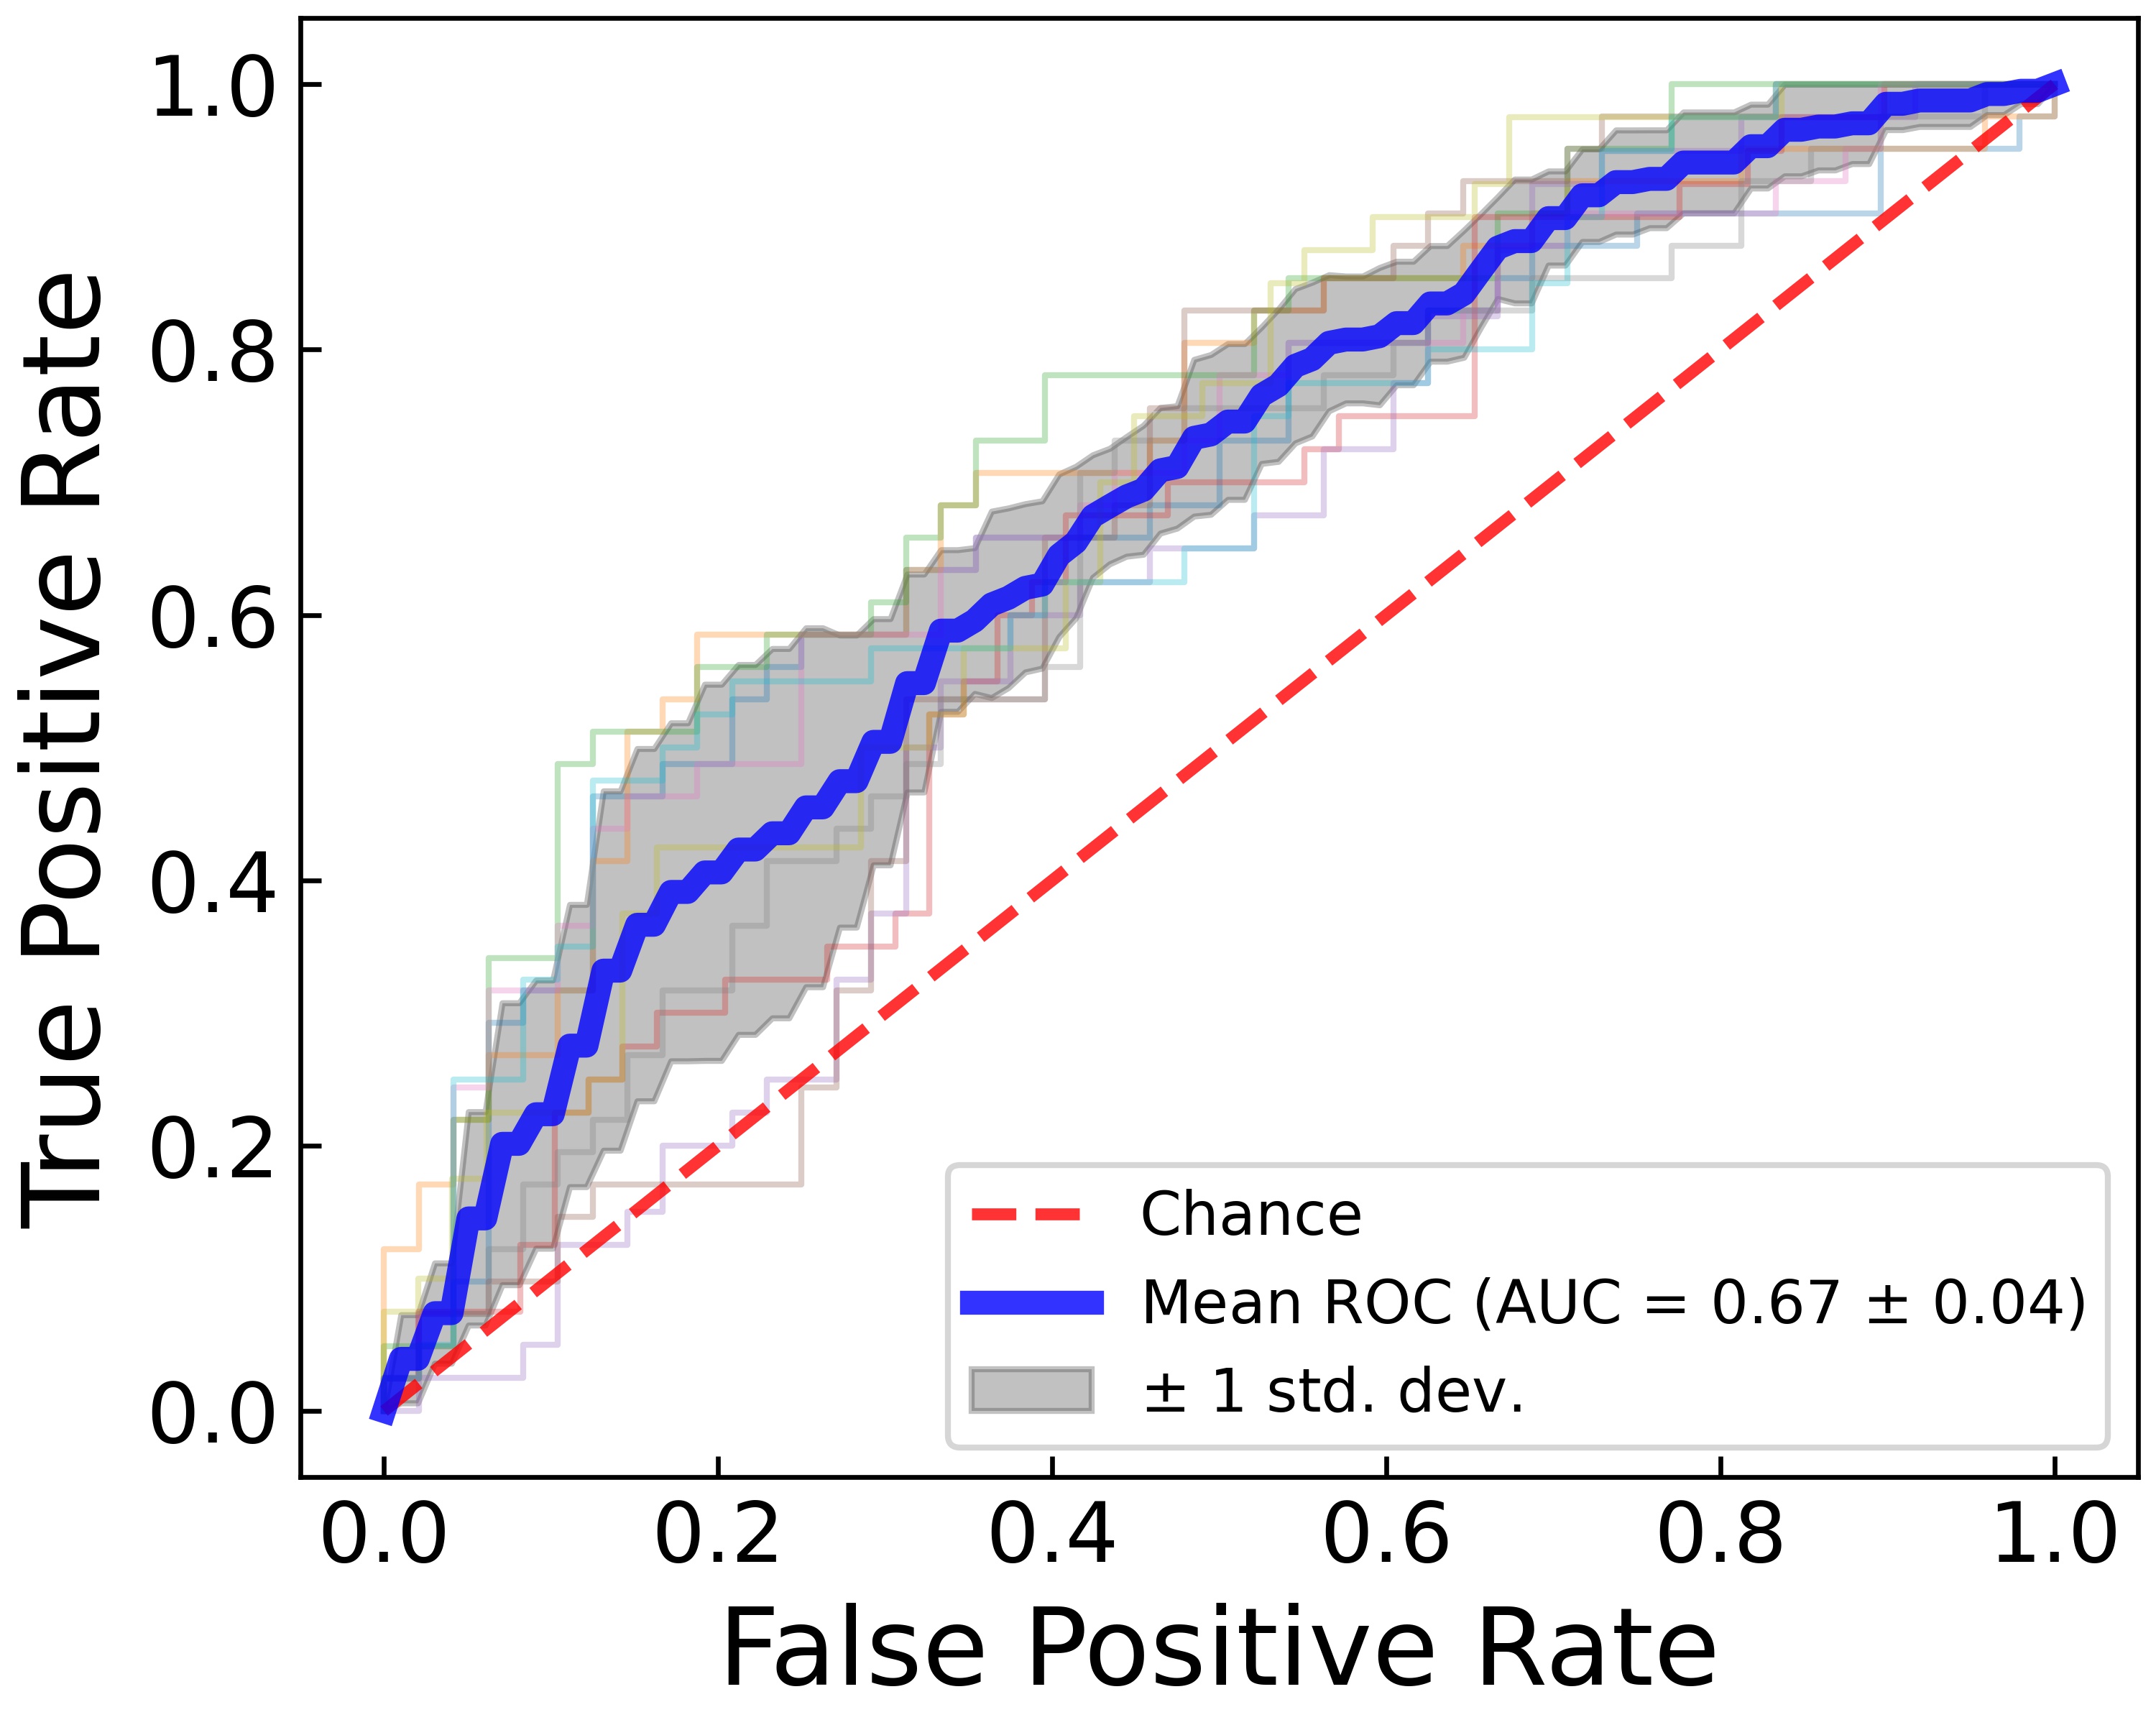 True Positive Rate
1.0
0.8
0.6
0.4
0.2
0.0
Chance
Mean ROC (AUC = 0.67 ± 0.04)
± 1 std. dev.
0.0 0.2 0.4 0.6 0.8 1.0
False Positive Rate